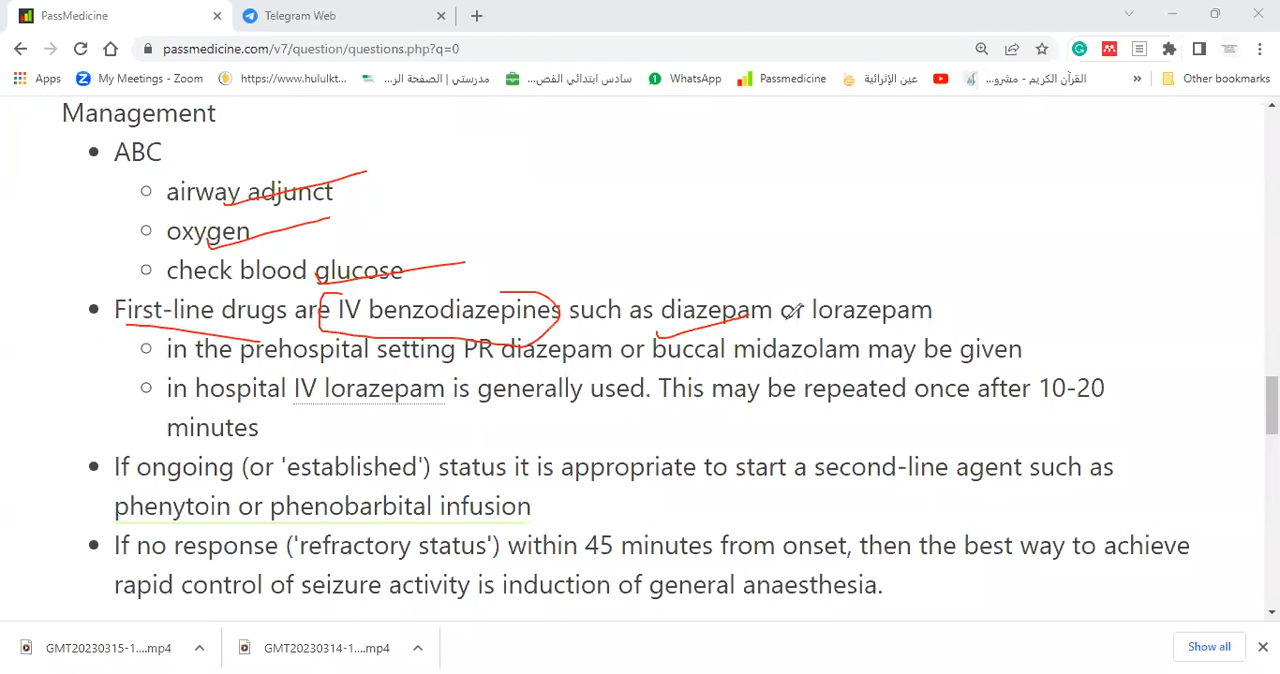 PassMedicine
Telegram Web
passmedicine.com/v7/question/questions.php?q=0
Apps My Meetings - Zoom https://www.hululkt... مدرستي | الصفحة الر... سادس ابتدائي الفص... WhatsApp Passmedicine عين الإثرائية القرآن الكريم - مشرو... » Other bookmarks
Management
• ABC
○ airway adjunct
○ oxygen
○ check blood glucose
• First-line drugs are IV benzodiazepines such as diazepam or lorazepam
○ in the prehospital setting PR diazepam or buccal midazolam may be given
○ in hospital IV lorazepam is generally used. This may be repeated once after 10-20
minutes
• If ongoing (or 'established') status it is appropriate to start a second-line agent such as
phenytoin or phenobarbital infusion
• If no response ('refractory status') within 45 minutes from onset, then the best way to achieve
rapid control of seizure activity is induction of general anaesthesia.
GMT20230315-1....mp4 GMT20230314-1....mp4 Show all